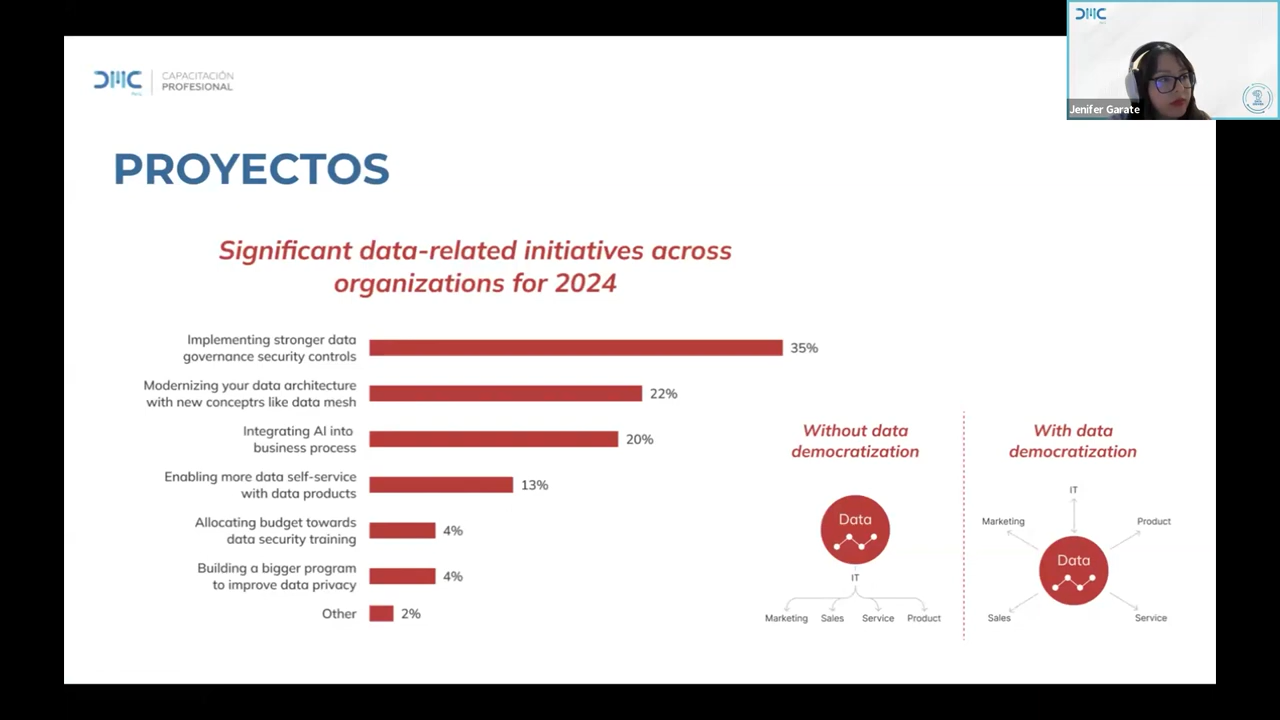 DMC
CAPACITACIÓN
PROFESIONAL
DMC
Jenifer Garate
PROYECTOS
Significant data-related initiatives across
organizations for 2024
Implementing stronger data
governance security controls
35%
Modernizing your data architecture
with new conceptrs like data mesh
22%
Integrating AI into
business process
20%
Enabling more data self-service
with data products
13%
Allocating budget towards
data security training
4%
Building a bigger program
to improve data privacy
4%
Other
2%
Without data
democratization
Data
IT
Marketing Sales Service Product
With data
democratization
IT
Marketing
Product
Data
Sales
Service